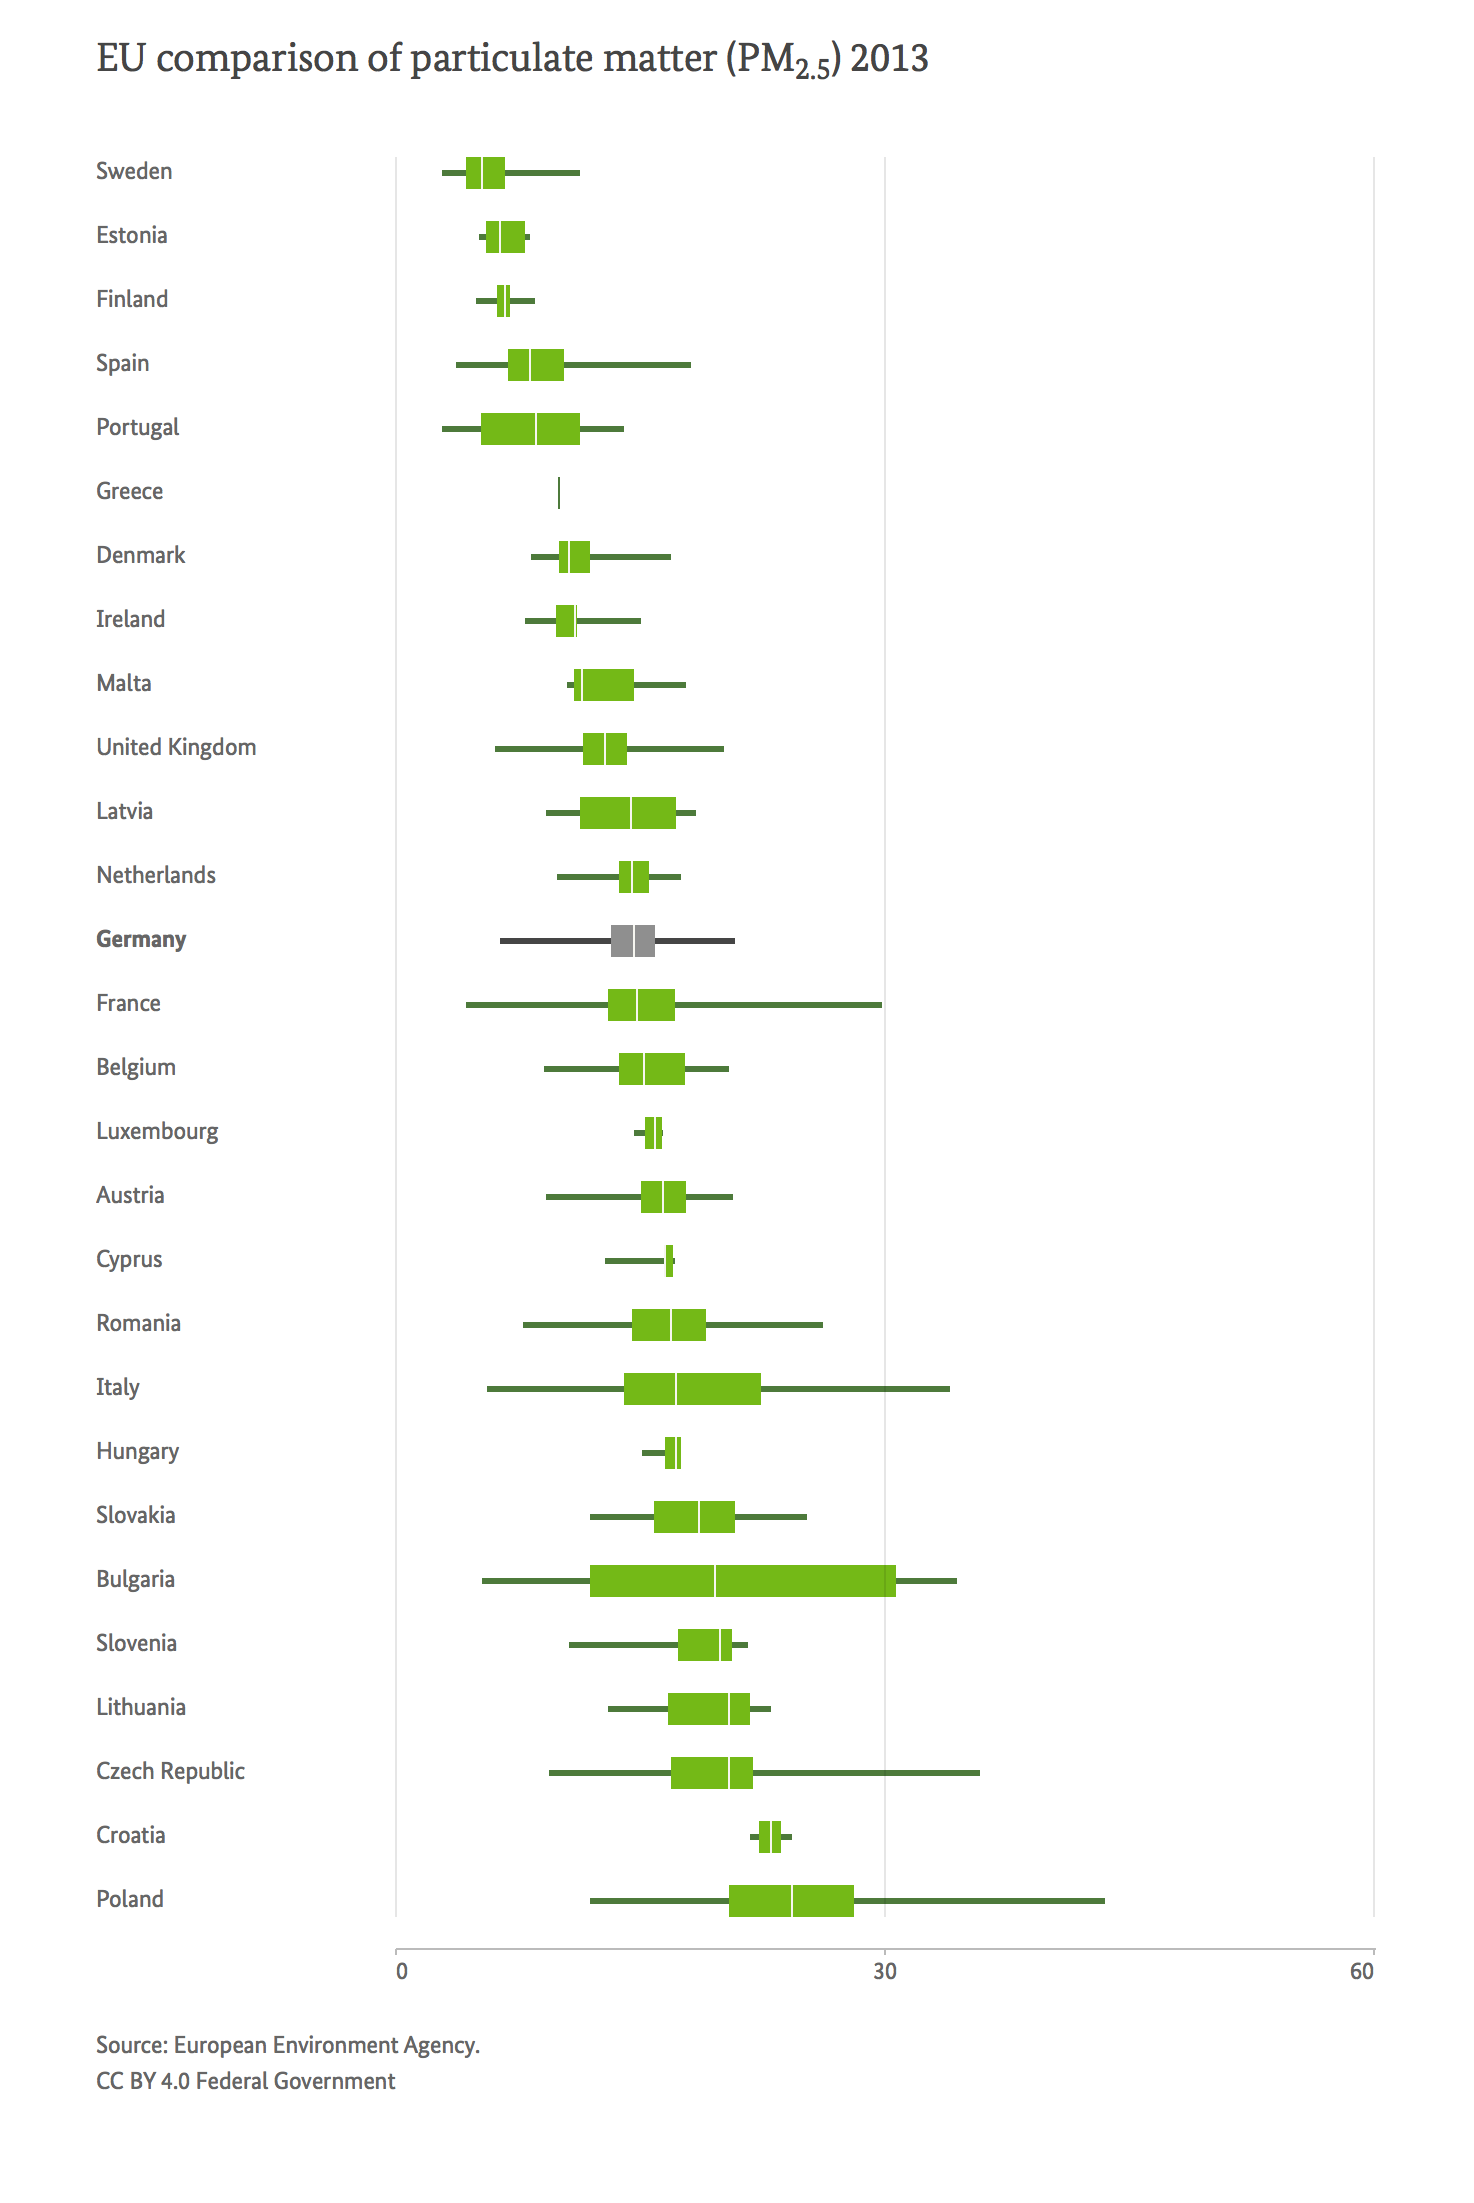 EU comparison of particulate matter (PM2.5) 2013
Sweden
Estonia
Finland
Spain
Portugal
Greece
Denmark
Ireland
Malta
United Kingdom
Latvia
Netherlands
Germany
France
Belgium
Luxembourg
Austria
Cyprus
Romania
Italy
Hungary
Slovakia
Bulgaria
Slovenia
Lithuania
Czech Republic
Croatia
Poland
0 30 60
Source: European Environment Agency.
CC BY 4.0 Federal Government